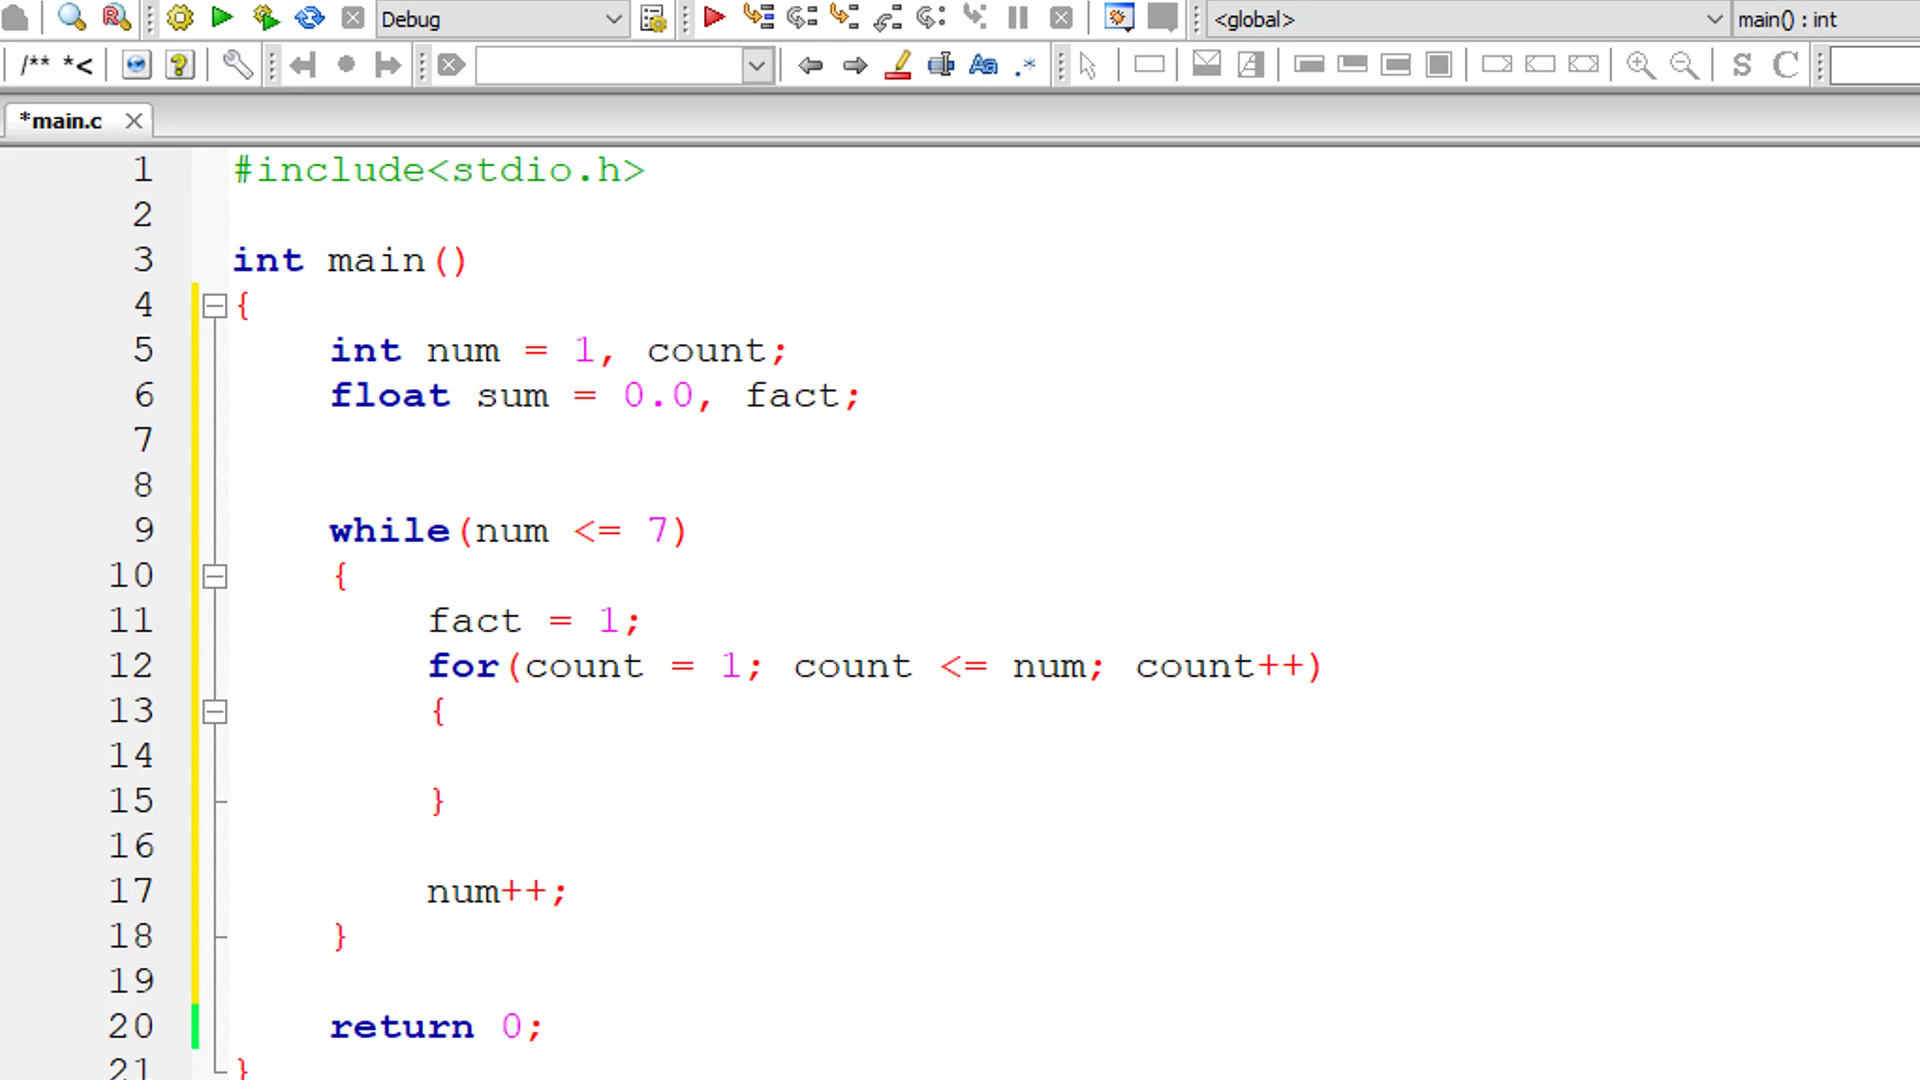 Debug
<global>
main() : int
/** *<
Aa
.*
S
C
*main.c
1 #include<stdio.h>
2
3 int main()
4 {
5 int num = 1, count;
6 float sum = 0.0, fact;
7
8
9 while(num <= 7)
10 {
11 fact = 1;
12 for(count = 1; count <= num; count++)
13 {
14
15 }
16
17 num++;
18 }
19
20 return 0;
21 }